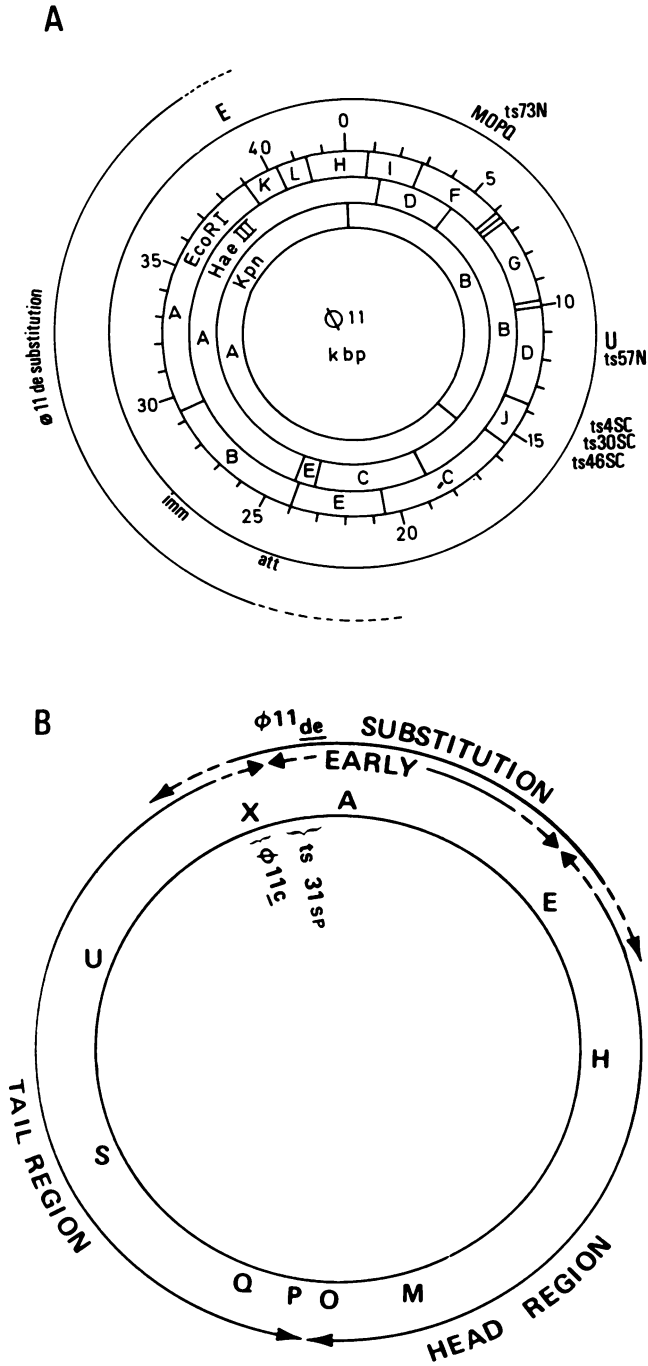 A
E
MOPQ ts73N
0
40
K
L
H
I
F
5
EcoRI
Hae III
Kpn
D
G
35
B
10
A
A
A
Ø11
kbp
B
D
U
ts57N
ø 11 de substitution
30
J
15
ts4SC
ts30SC
ts46SC
B
E
C
C
E
25
20
imm
att
B
ϕ11de SUBSTITUTION
EARLY
X
A
ϕ11c
ts 31sp
E
U
H
S
TAIL REGION
Q
P
O
M
HEAD REGION